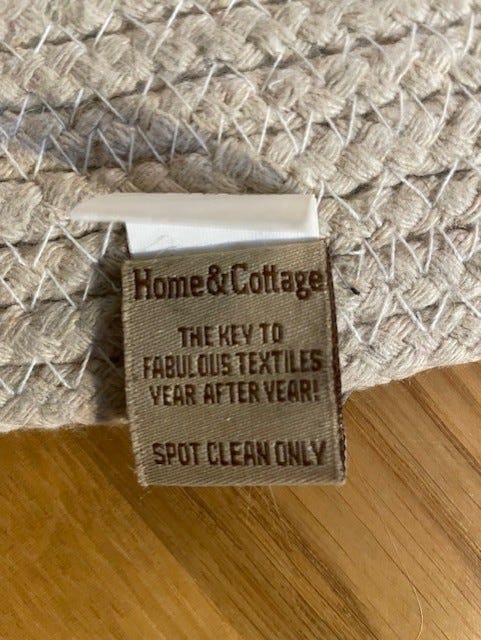 Home&Cottage
THE KEY TO
FABULOUS TEXTILES
YEAR AFTER YEAR!
SPOT CLEAN ONLY